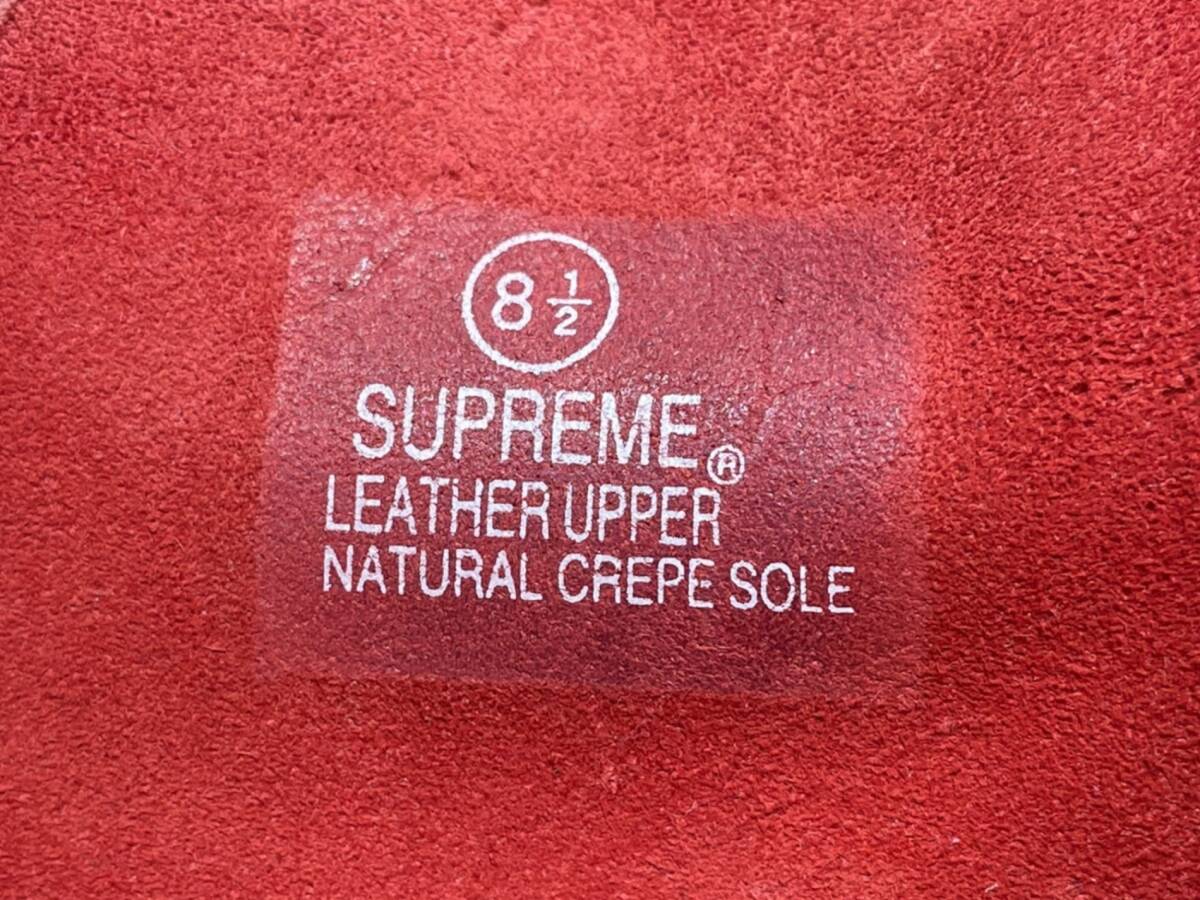 8 1/2
SUPREME®
LEATHER UPPER
NATURAL CREPE SOLE